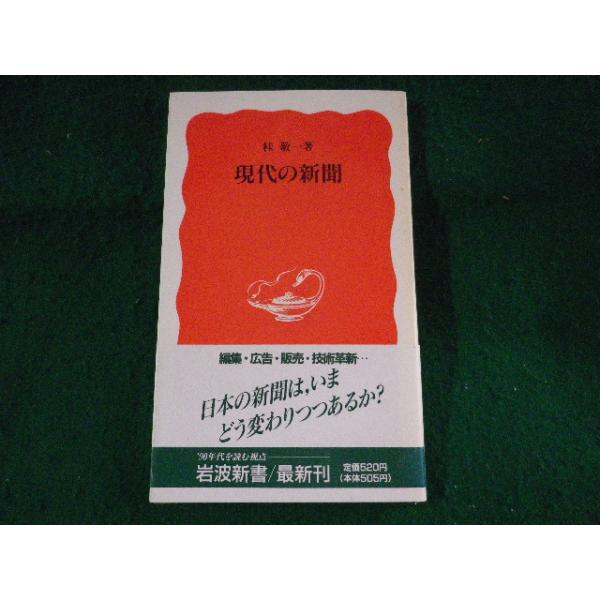 桂 敬一著
現代の新聞
編集・広告・販売・技術革新…
日本の新聞は,いま
どう変わりつつあるか?
'90年代を読む視点
岩波新書/最新刊
定価520円
(本体505円)